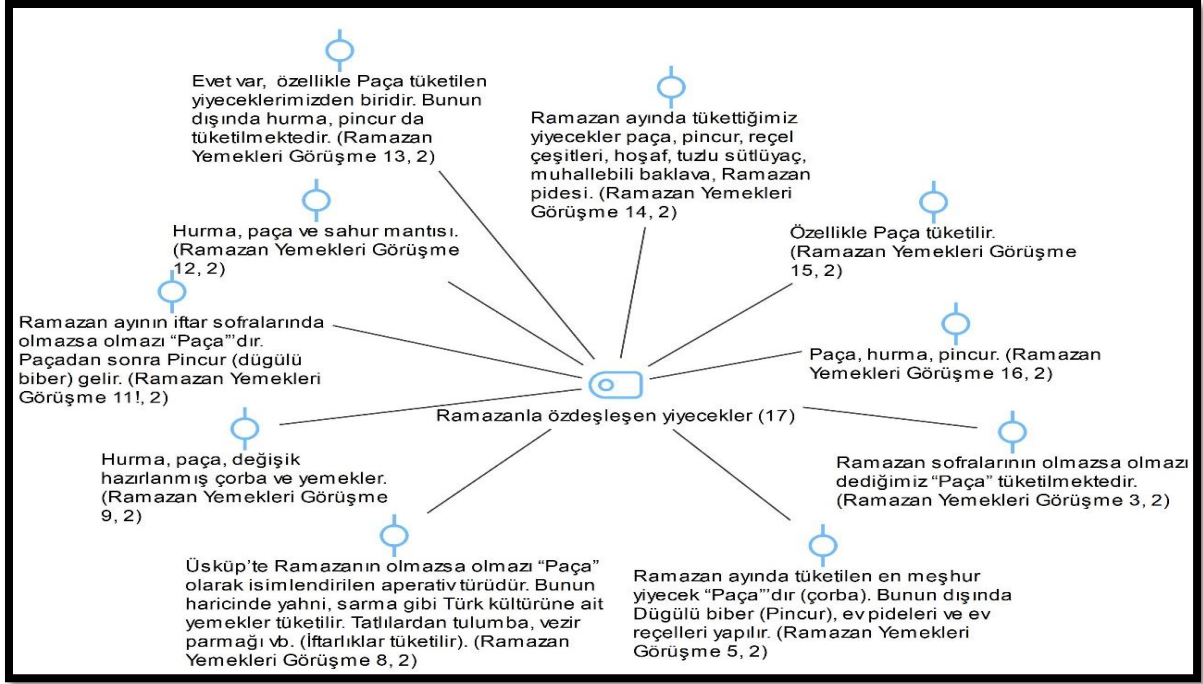 Evet var, özellikle Paça tüketilen
yiyeceklerimizden biridir. Bunun
dışında hurma, pincur da
tüketilmektedir. (Ramazan
Yemekleri Görüşme 13, 2)
Ramazan ayında tükettiğimiz
yiyecekler paça, pincur, reçel
çeşitleri, hoşaf, tuzlu sütlüyaç,
muhallebili baklava, Ramazan
pidesi. (Ramazan Yemekleri
Görüşme 14, 2)
Hurma, paça ve sahur mantısı.
(Ramazan Yemekleri Görüşme
12, 2)
Özellikle Paça tüketilir.
(Ramazan Yemekleri Görüşme
15, 2)
Ramazan ayının iftar sofralarında
olmazsa olmazı “Paça”’dır.
Paçadan sonra Pincur (dügülü
biber) gelir. (Ramazan Yemekleri
Görüşme 11!, 2)
Paça, hurma, pincur. (Ramazan
Yemekleri Görüşme 16, 2)
Ramazanla özdeşleşen yiyecekler (17)
Hurma, paça, değişik
hazırlanmış çorba ve yemekler.
(Ramazan Yemekleri Görüşme
9, 2)
Ramazan sofralarının olmazsa olmazı
dediğimiz “Paça” tüketilmektedir.
(Ramazan Yemekleri Görüşme 3, 2)
Üsküp’te Ramazanın olmazsa olmazı “Paça”
olarak isimlendirilen aperatif türüdür. Bunun
haricinde yahni, sarma gibi Türk kültürüne ait
yemekler tüketilir. Tatlılardan tulumba, vezir
parmağı vb. (İftarlıklar tüketilir). (Ramazan
Yemekleri Görüşme 8, 2)
Ramazan ayında tüketilen en meşhur
yiyecek “Paça”’dır (çorba). Bunun dışında
Dügülü biber (Pincur), ev pideleri ve ev
reçelleri yapılır. (Ramazan Yemekleri
Görüşme 5, 2)